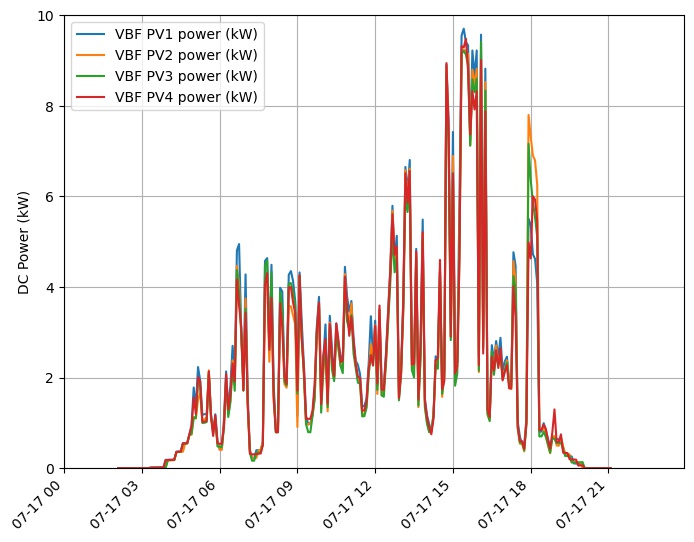 VBF PV1 power (kW)
VBF PV2 power (kW)
VBF PV3 power (kW)
VBF PV4 power (kW)
DC Power (kW)
10
8
6
4
2
0
07-17 00
07-17 03
07-17 06
07-17 09
07-17 12
07-17 15
07-17 18
07-17 21